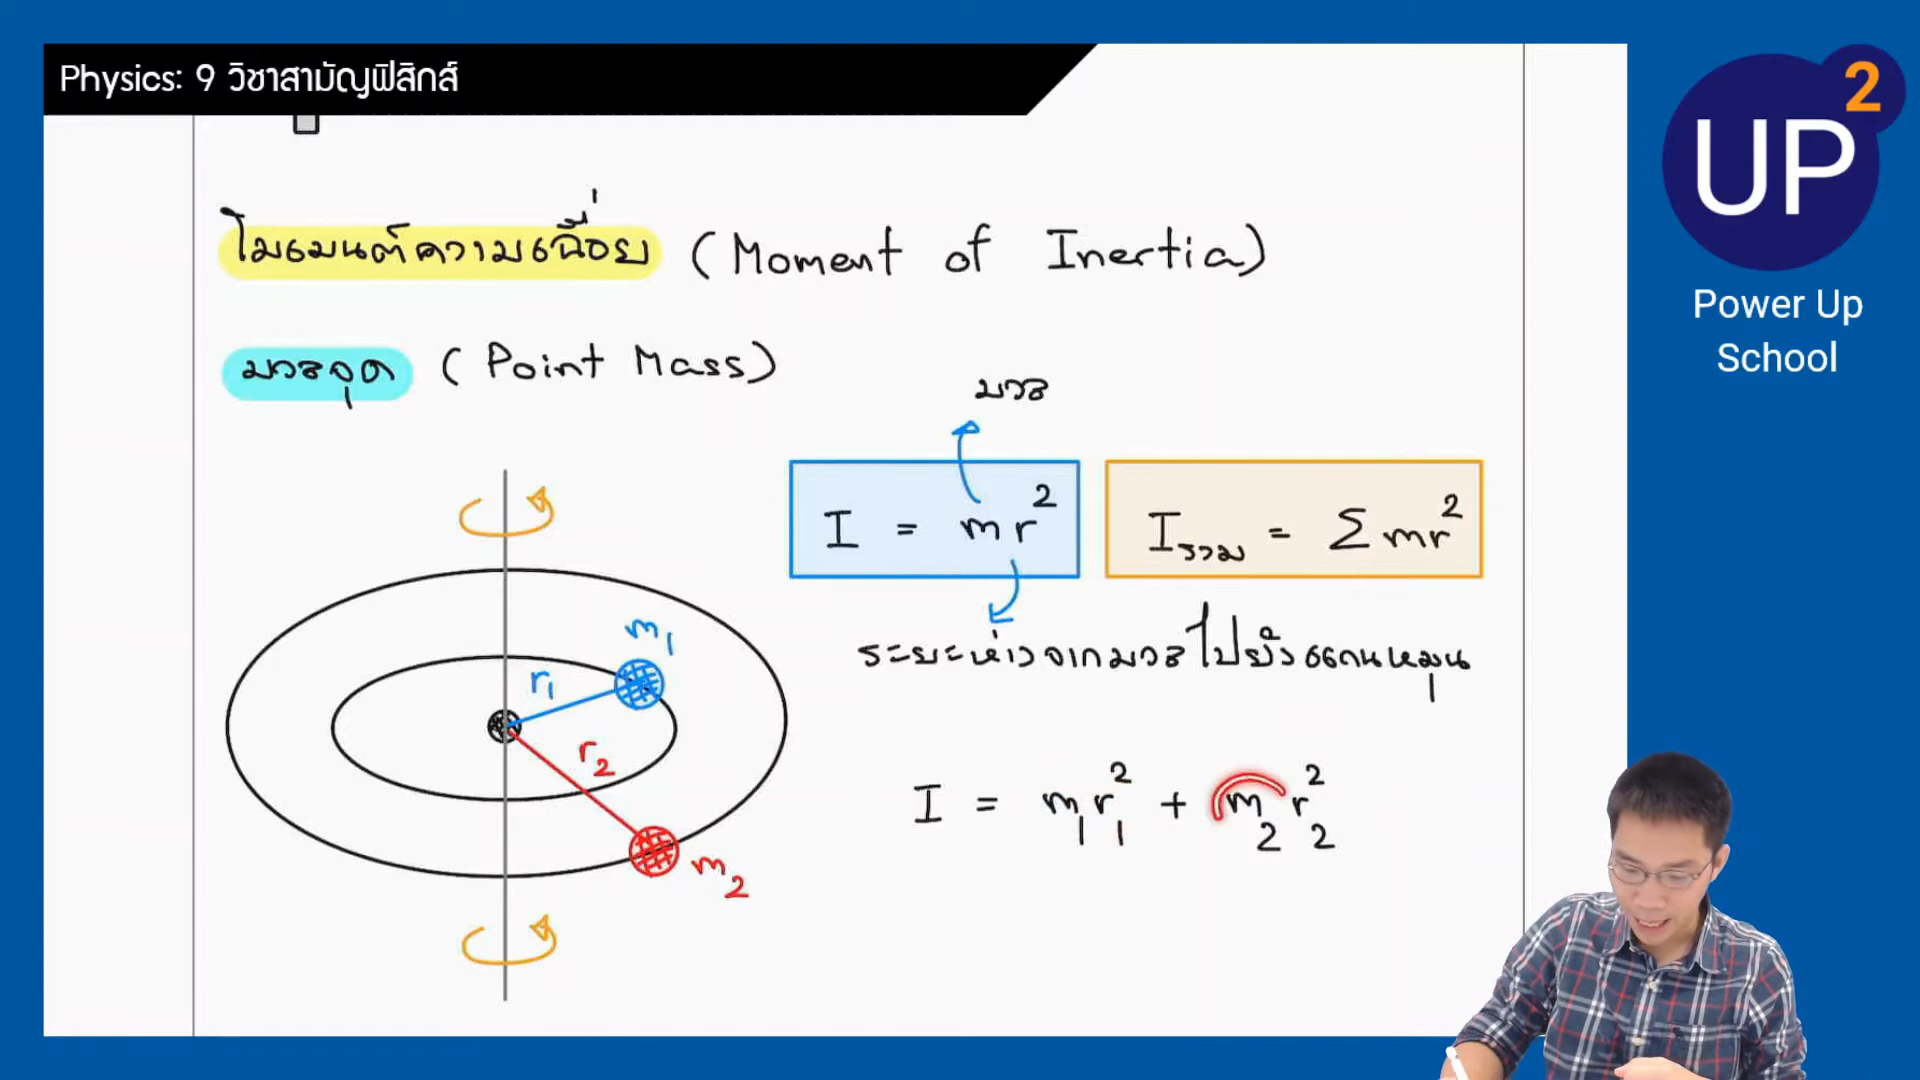 Physics: 9 วิชาสามัญฟิสิกส์
UP2
Power Up
School
โมเมนต์ความเฉื่อย (Moment of Inertia)
มวลจุด (Point Mass)
มวล
I = mr²
Iรวม = Σmr²
ระยะห่างจากมวลไปยังแกนหมุน
m₁
r₁
r₂
m₂
I = m₁r₁² + m₂r₂²